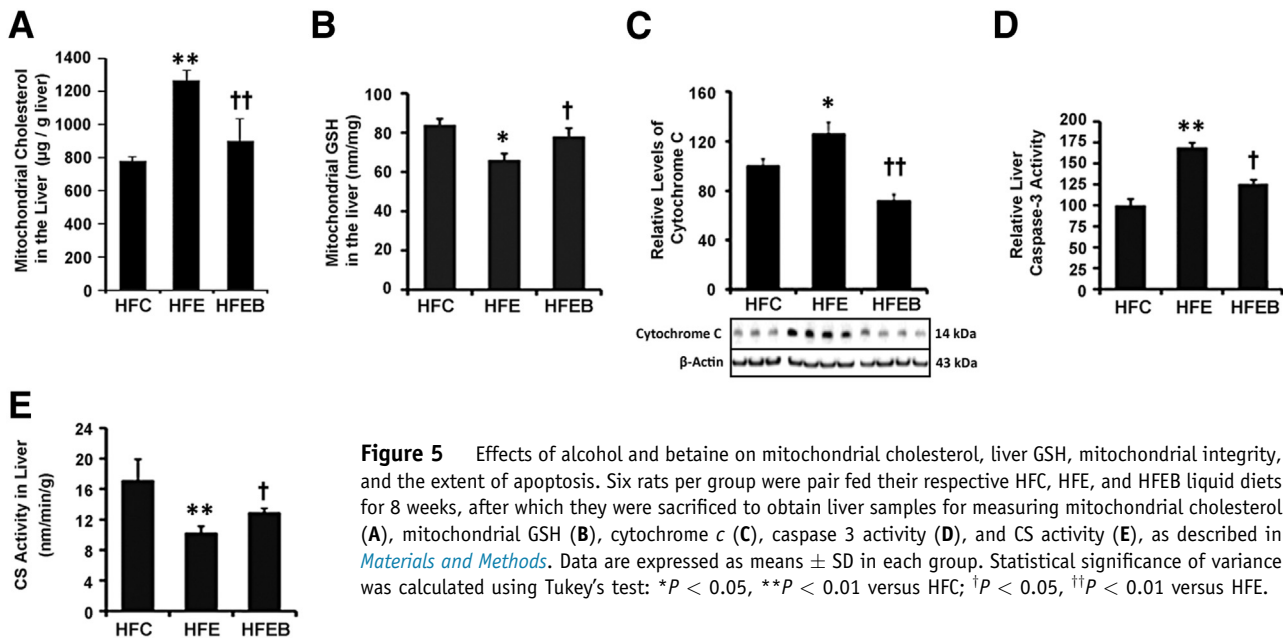 A
Mitochondrial Cholesterol
in the Liver (µg / g liver)
1400
1200
1000
800
600
400
200
0
**
††
HFC HFE HFEB
B
Mitochondrial GSH
in the liver (nm/mg)
100
80
60
40
20
0
*
†
HFC HFE HFEB
C
Relative Levels of
Cytochrome C
160
120
80
40
0
*
††
HFC HFE HFEB
Cytochrome C 14 kDa
β-Actin 43 kDa
D
Relative Liver
Caspase-3 Activity
200
175
150
125
100
75
50
25
0
**
†
HFC HFE HFEB
E
CS Activity in Liver
(nm/min/g)
24
20
16
12
8
4
0
**
†
HFC HFE HFEB
Figure 5 Effects of alcohol and betaine on mitochondrial cholesterol, liver GSH, mitochondrial integrity,
and the extent of apoptosis. Six rats per group were pair fed their respective HFC, HFE, and HFEB liquid diets
for 8 weeks, after which they were sacrificed to obtain liver samples for measuring mitochondrial cholesterol
(A), mitochondrial GSH (B), cytochrome c (C), caspase 3 activity (D), and CS activity (E), as described in
Materials and Methods. Data are expressed as means ± SD in each group. Statistical significance of variance
was calculated using Tukey's test: *P < 0.05, **P < 0.01 versus HFC; †P < 0.05, ††P < 0.01 versus HFE.